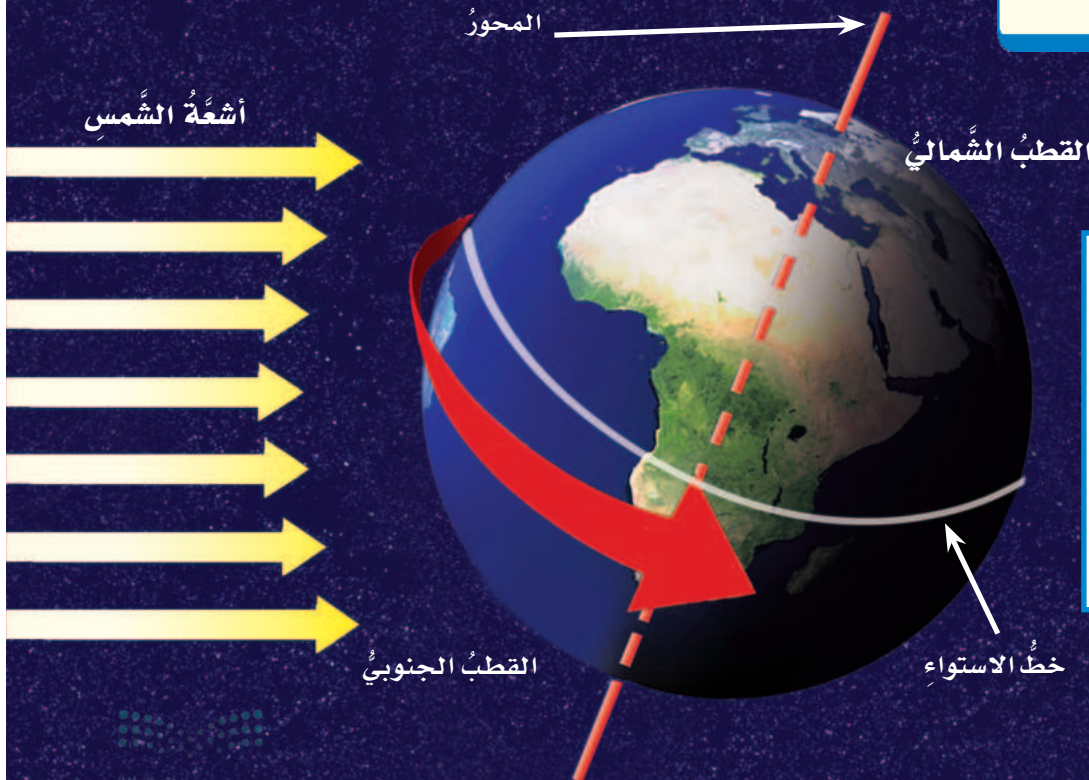 المحورُ
أشعَّةُ الشَّمسِ
القطبُ الشَّماليُّ
القطبُ الجنوبيُّ
خطُّ الاستواءِ